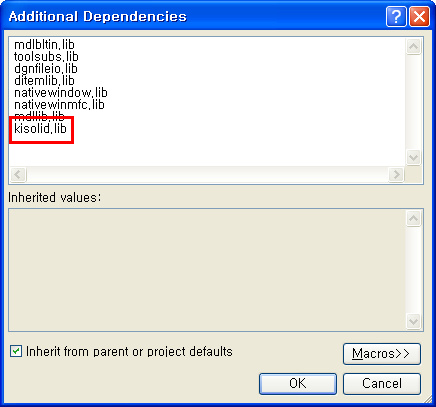 Additional Dependencies
mdlbltin,lib
toolsubs,lib
dgnfileio,lib
ditemlib,lib
nativewindow,lib
nativewinmfc,lib
mdllib,lib
kisolid,lib
Inherited values:
Inherit from parent or project defaults
Macros>>
OK
Cancel